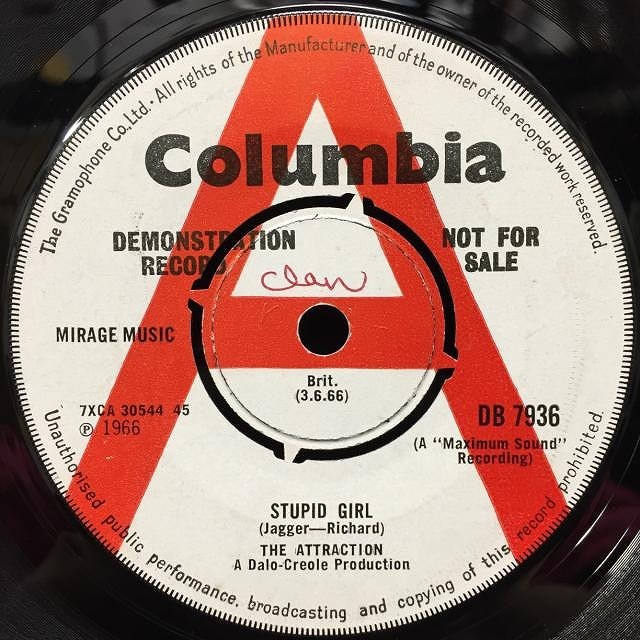 The Gramophone Co., Ltd. · All rights of the Manufacturer and of the owner of the recorded work reserved.
Columbia
DEMONSTRATION
RECORD
NOT FOR
SALE
A
MIRAGE MUSIC
Brit.
(3.6.66)
7XCA 30544 45
Ⓟ 1966
DB 7936
(A "Maximum Sound"
Recording)
STUPID GIRL
(Jagger—Richard)
THE ATTRACTION
A Dalo-Creole Production
Unauthorised public performance, broadcasting and copying of this record prohibited.